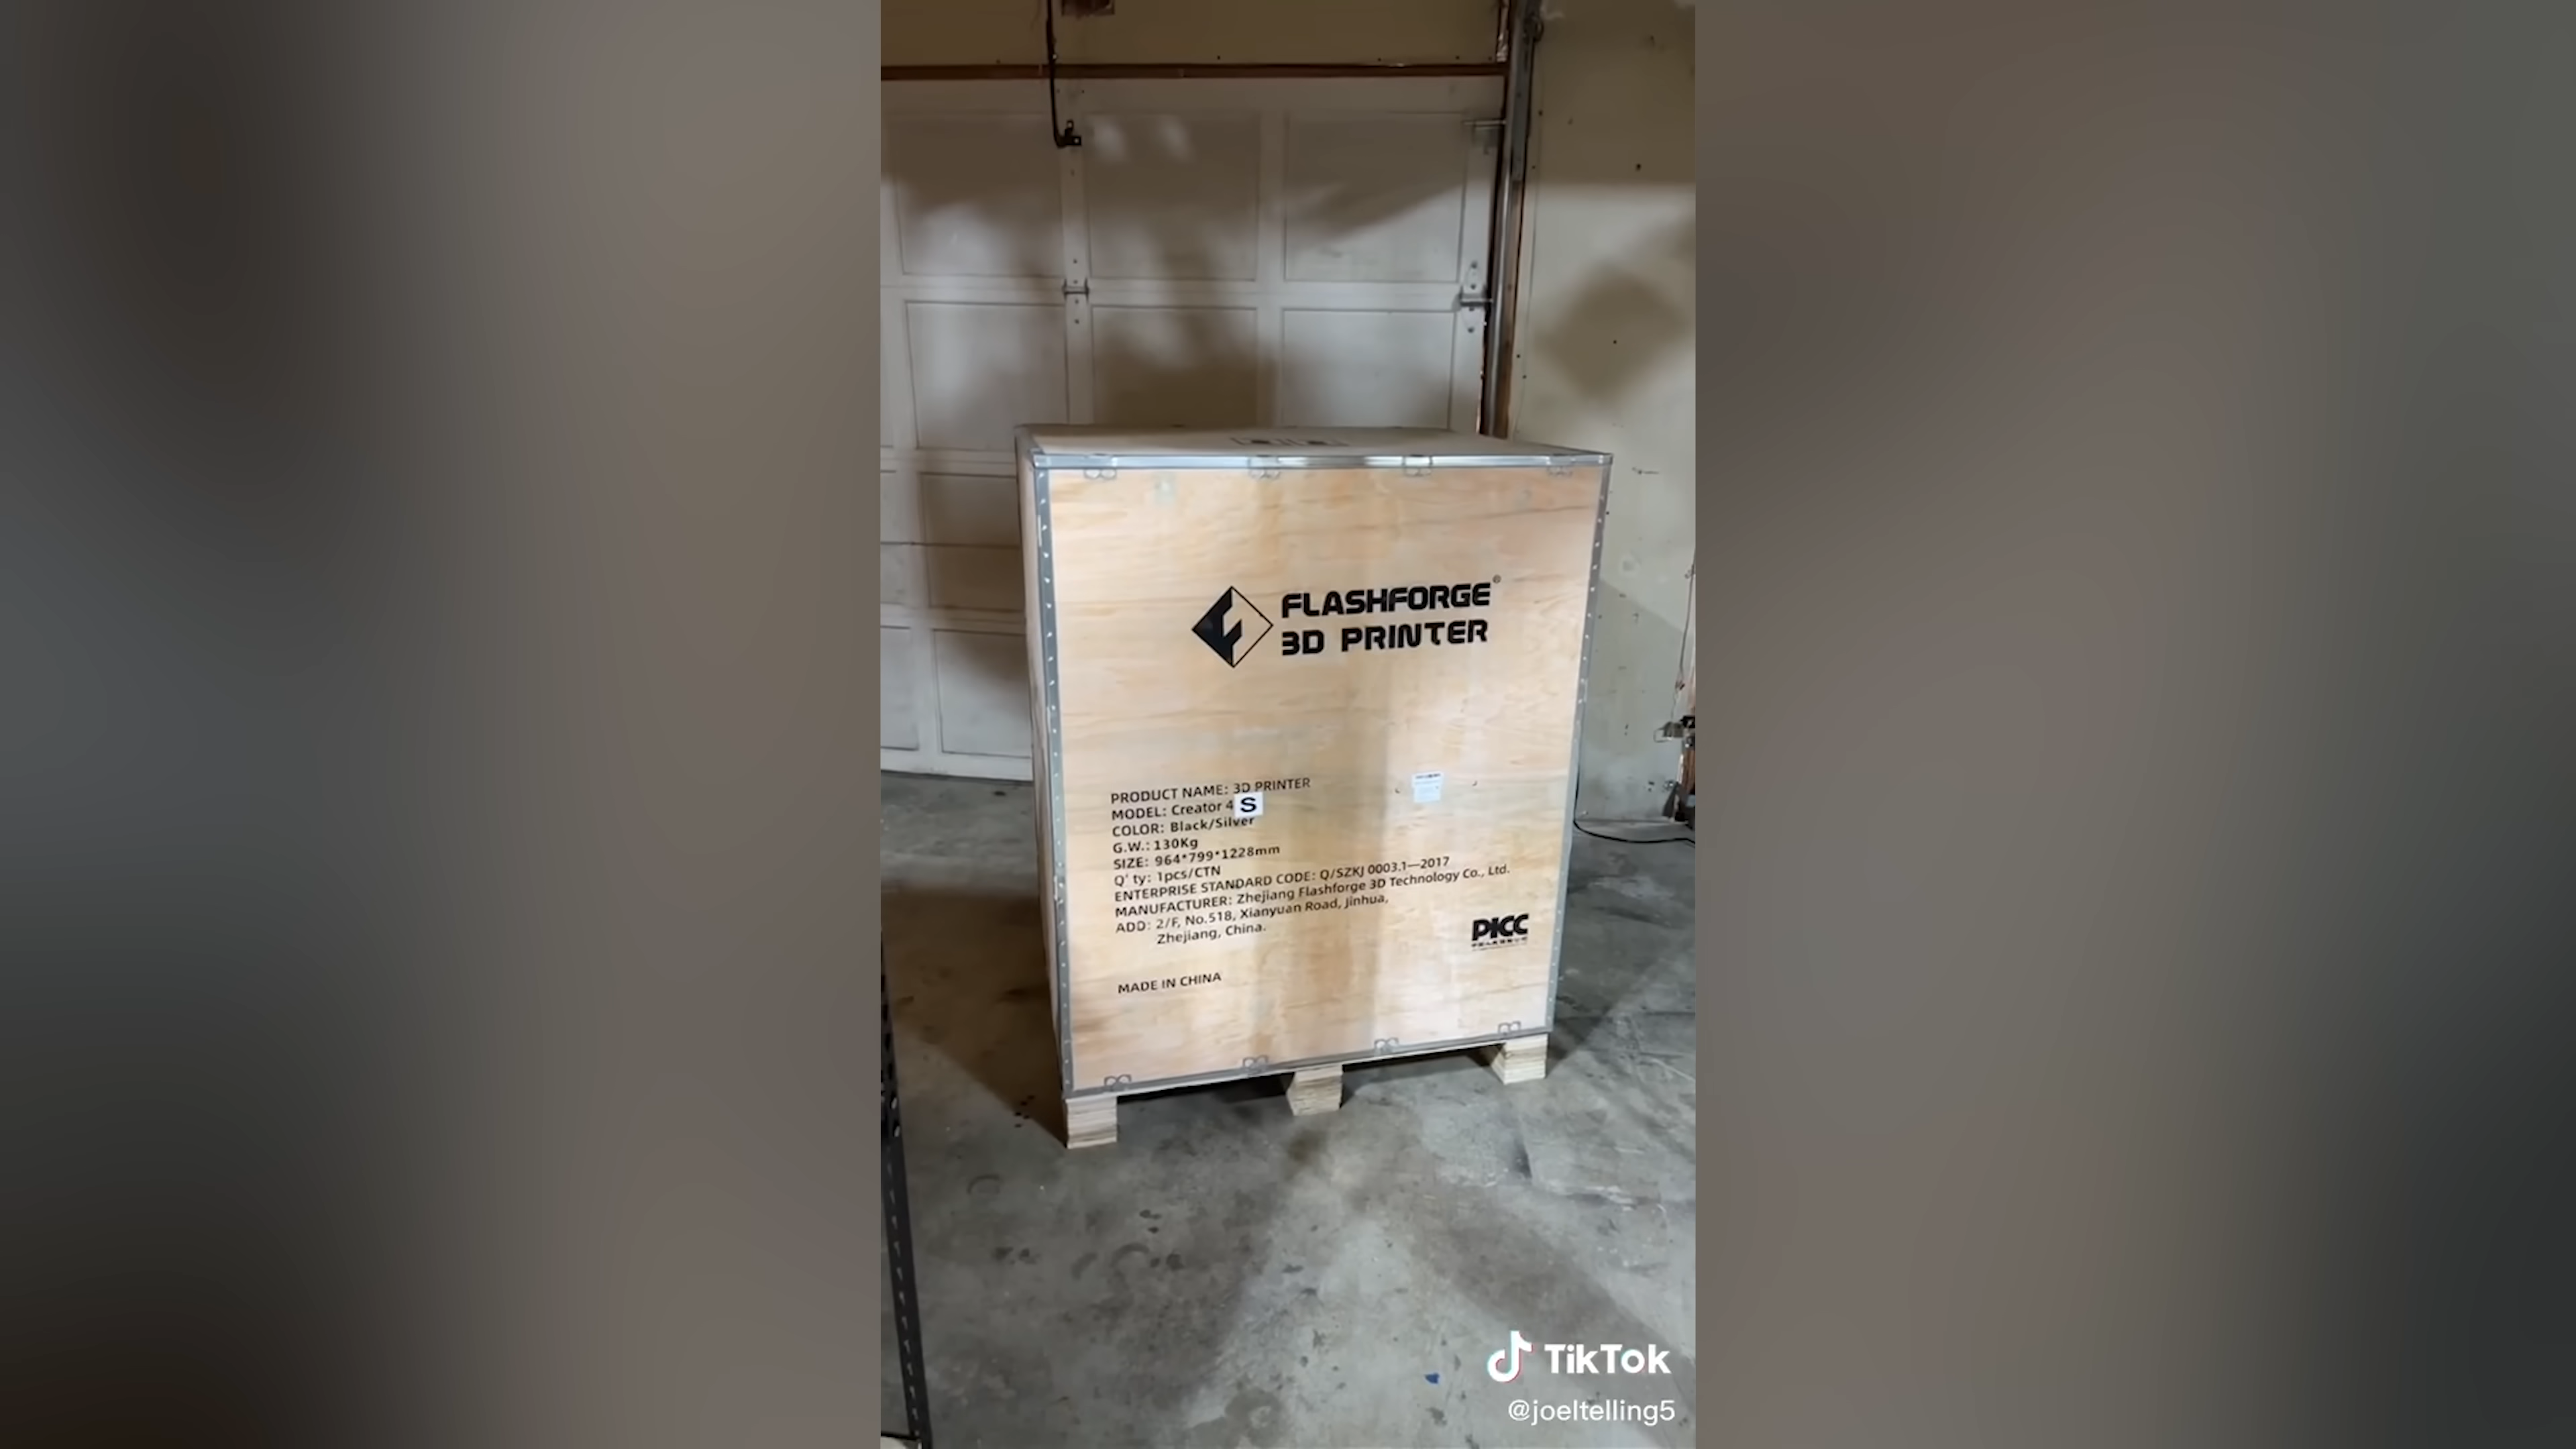 FLASHFORGE®
3D PRINTER
PRODUCT NAME: 3D PRINTER
MODEL: Creator 4 S
COLOR: Black/Silver
G.W.: 130Kg
SIZE: 964*799*1228mm
Q'ty: 1pcs/CTN
ENTERPRISE STANDARD CODE: Q/SZKJ 0003.1—2017
MANUFACTURER: Zhejiang Flashforge 3D Technology Co., Ltd.
ADD: 2/F, No.518, Xianyuan Road, Jinhua,
Zhejiang, China.
PICC
MADE IN CHINA
TikTok
@joeltelling5